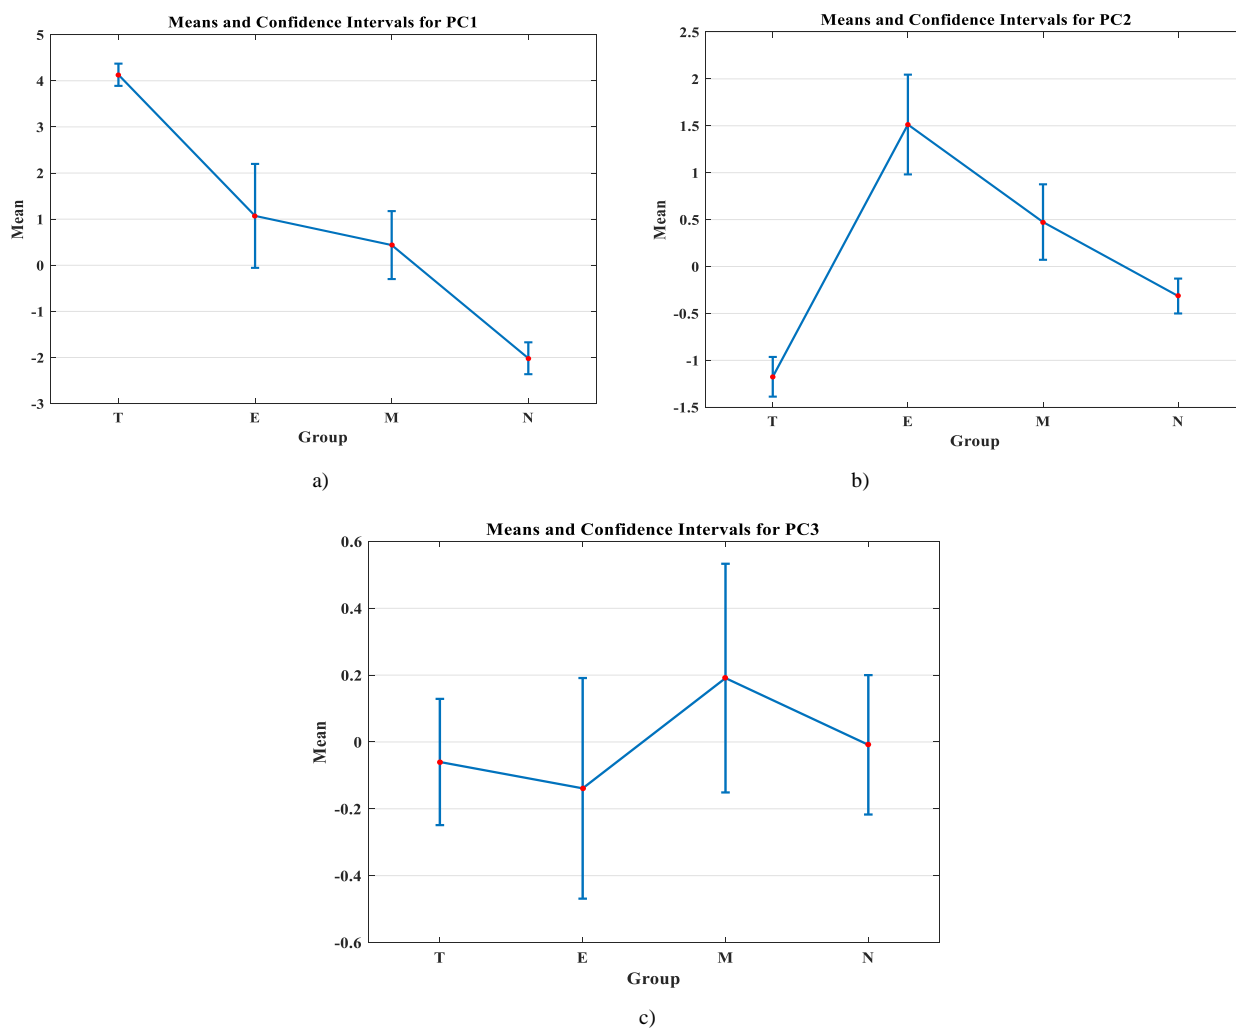 Means and Confidence Intervals for PC1
5
4
3
2
1
0
-1
-2
-3
Mean
T E M N
Group
a)
Means and Confidence Intervals for PC2
2.5
2
1.5
1
0.5
0
-0.5
-1
-1.5
Mean
T E M N
Group
b)
Means and Confidence Intervals for PC3
0.6
0.4
0.2
0
-0.2
-0.4
-0.6
Mean
T E M N
Group
c)